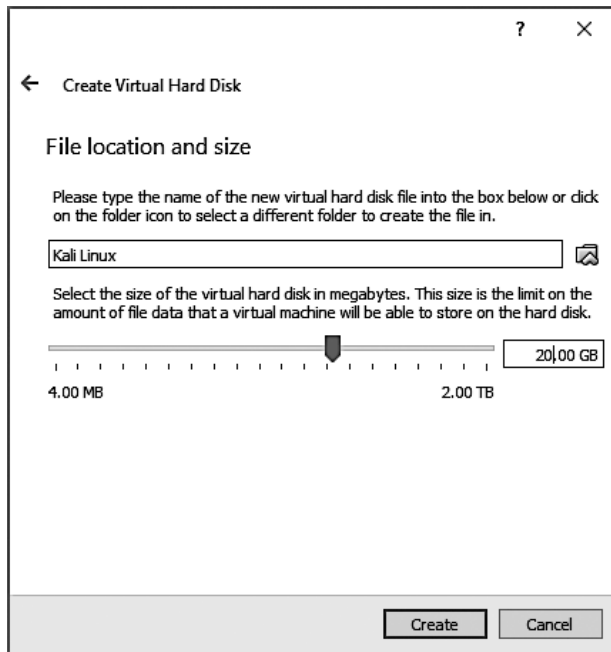 ?
Create Virtual Hard Disk
File location and size
Please type the name of the new virtual hard disk file into the box below or click
on the folder icon to select a different folder to create the file in.
Kali Linux
Select the size of the virtual hard disk in megabytes. This size is the limit on the
amount of file data that a virtual machine will be able to store on the hard disk.
20.00 GB
4.00 MB 2.00 TB
Create Cancel